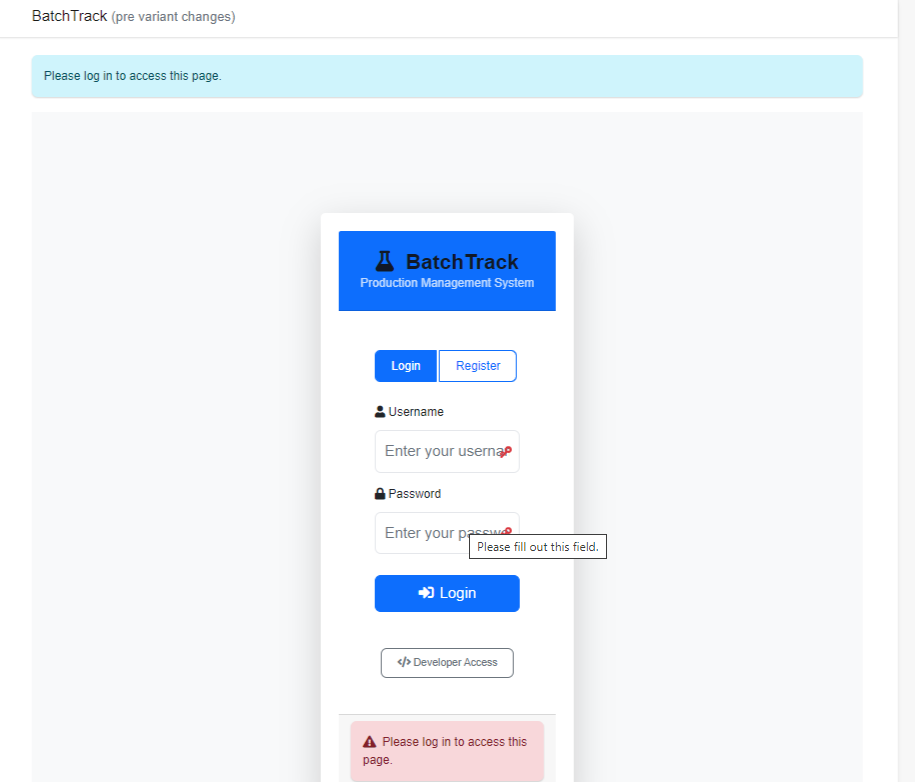 BatchTrack (pre variant changes)
Please log in to access this page.
BatchTrack
Production Management System
Login Register
Username
Enter your userna
Password
Enter your passwo
Please fill out this field.
Login
</> Developer Access
Please log in to access this
page.